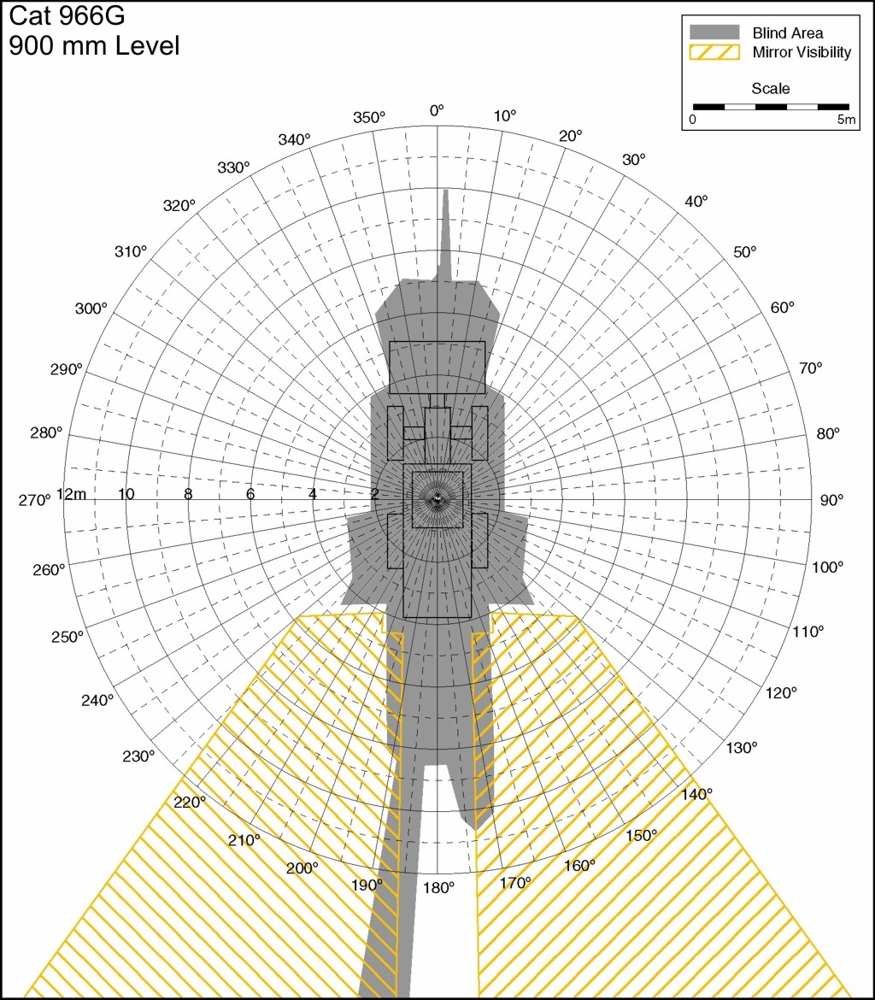 Cat 966G
900 mm Level
Blind Area
Mirror Visibility
Scale
0 5m
0°
350° 10°
340° 20°
330° 30°
320° 40°
310° 50°
300° 60°
290° 70°
280° 80°
270° 12m 10 8 6 4 2 90°
260° 100°
250° 110°
240° 120°
230° 130°
220° 140°
210° 150°
200° 160°
190° 180° 170°